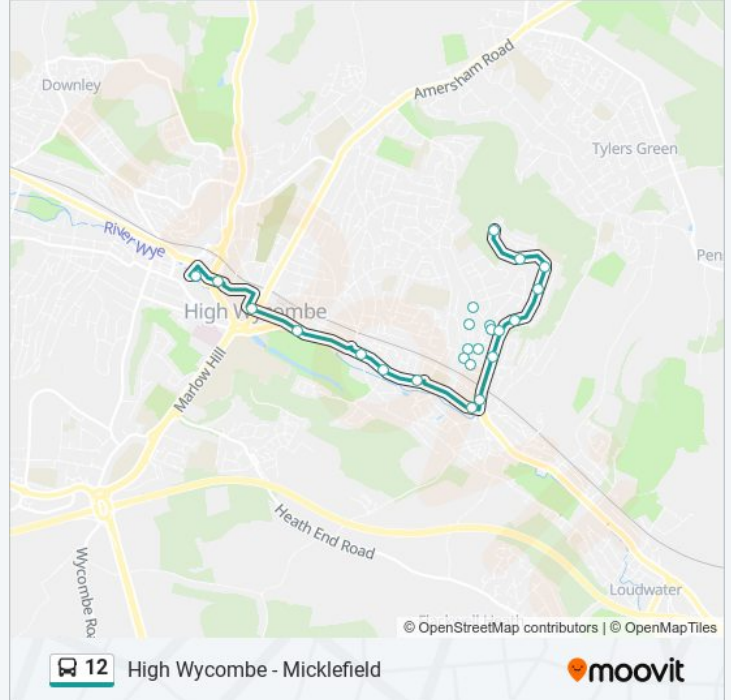 Downley
Amersham Road
Tylers Green
River Wye
Pen
High Wycombe
Marlow Hill
Heath End Road
Wycombe Roa
Loudwater
© OpenStreetMap contributors | © OpenMapTiles
12 High Wycombe - Micklefield
moovit